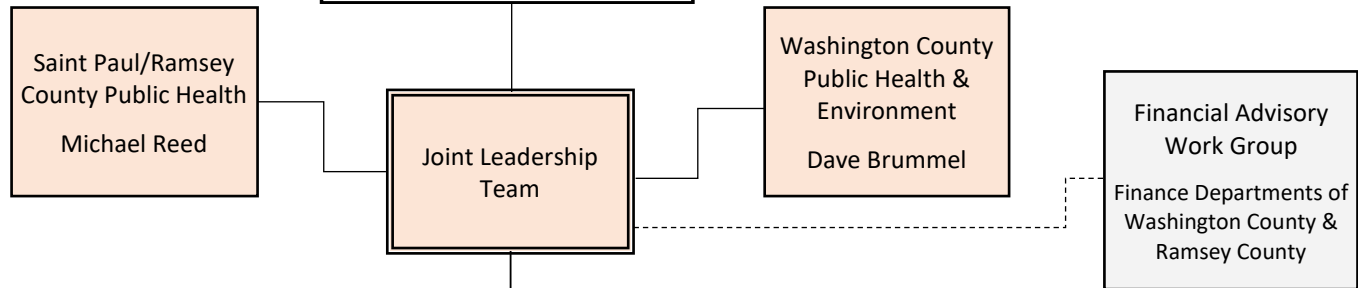 Saint Paul/Ramsey
County Public Health
Michael Reed
Joint Leadership
Team
Washington County
Public Health &
Environment
Dave Brummel
Financial Advisory
Work Group
Finance Departments of
Washington County &
Ramsey County